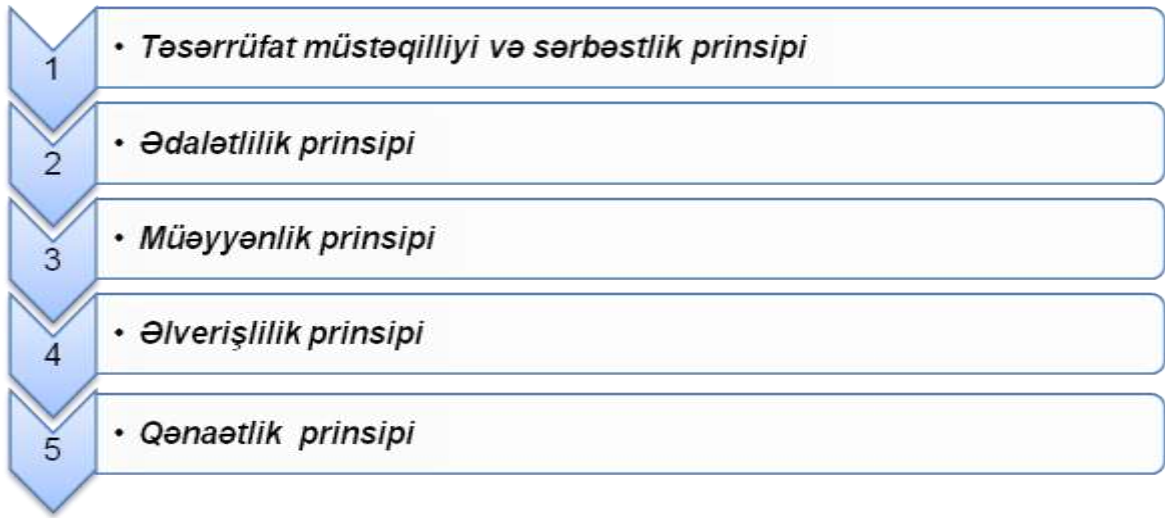 1 • Təsərrüfat müstəqilliyi və sərbəstlik prinsipi
2 • Ədalətlilik prinsipi
3 • Müəyyənlik prinsipi
4 • Əlverişlilik prinsipi
5 • Qənaətlik prinsipi